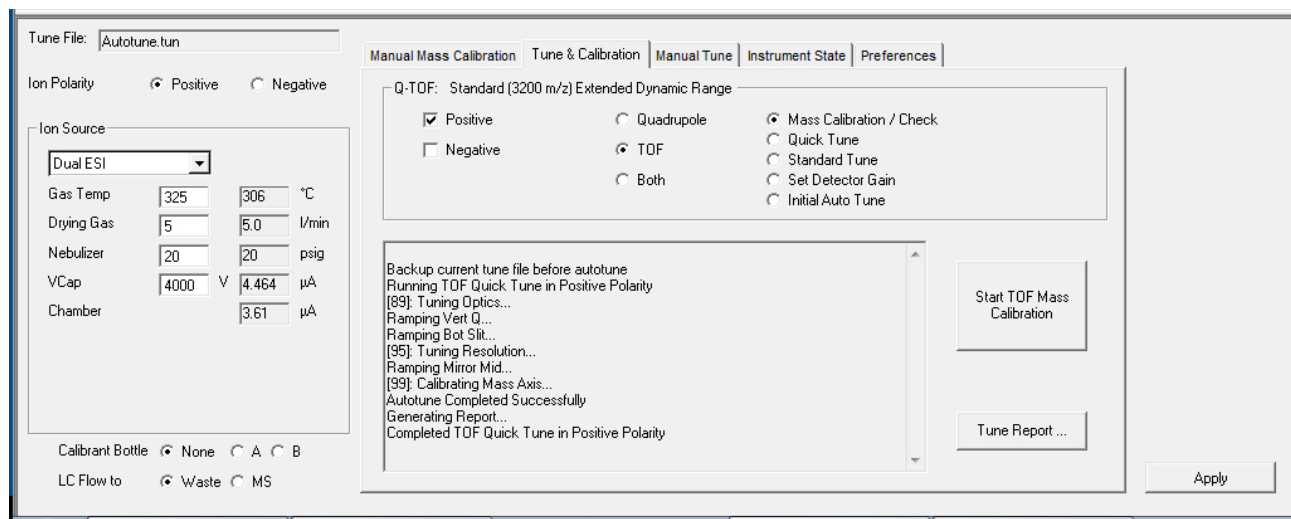 Tune File: Autotune.tun
Ion Polarity Positive Negative
Ion Source
Dual ESI
Gas Temp 325 306 °C
Drying Gas 5 5.0 l/min
Nebulizer 20 20 psig
VCap 4000 V 4.464 µA
Chamber 3.61 µA
Calibrant Bottle None A B
LC Flow to Waste MS
Manual Mass Calibration Tune & Calibration Manual Tune Instrument State Preferences
Q-TOF: Standard (3200 m/z) Extended Dynamic Range
Positive Quadrupole Mass Calibration / Check
Quick Tune
Negative TOF Standard Tune
Both Set Detector Gain
Initial Auto Tune
Backup current tune file before autotune
Running TOF Quick Tune in Positive Polarity
[89]: Tuning Optics...
Ramping Vert Q...
Ramping Bot Slit...
[95]: Tuning Resolution...
Ramping Mirror Mid...
[99]: Calibrating Mass Axis...
Autotune Completed Successfully
Generating Report...
Completed TOF Quick Tune in Positive Polarity
Start TOF Mass
Calibration
Tune Report ...
Apply